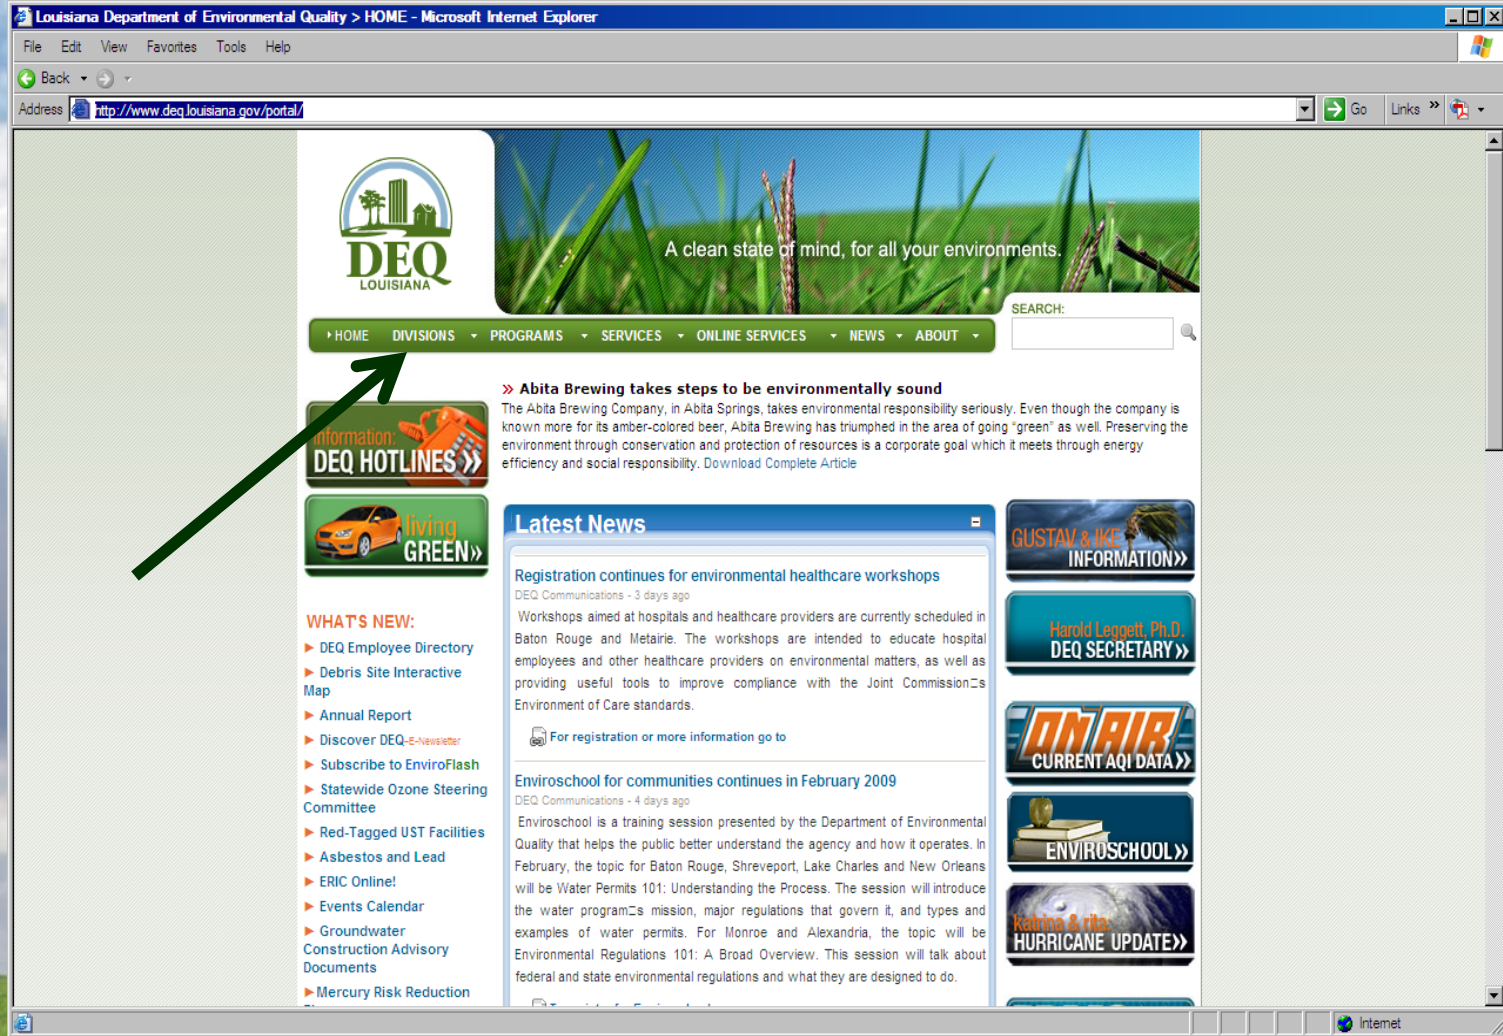 Louisiana Department of Environmental Quality > HOME - Microsoft Internet Explorer
File Edit View Favorites Tools Help
Back
Address http://www.deq.louisiana.gov/portal/ Go Links »
DEQ
LOUISIANA
A clean state of mind, for all your environments.
SEARCH:
HOME DIVISIONS PROGRAMS SERVICES ONLINE SERVICES NEWS ABOUT
information:
DEQ HOTLINES »
living
GREEN »
WHAT'S NEW:
► DEQ Employee Directory
► Debris Site Interactive
Map
► Annual Report
► Discover DEQ-E-Newsletter
► Subscribe to EnviroFlash
► Statewide Ozone Steering
Committee
► Red-Tagged UST Facilities
► Asbestos and Lead
► ERIC Online!
► Events Calendar
► Groundwater
Construction Advisory
Documents
►Mercury Risk Reduction
» Abita Brewing takes steps to be environmentally sound
The Abita Brewing Company, in Abita Springs, takes environmental responsibility seriously. Even though the company is
known more for its amber-colored beer, Abita Brewing has triumphed in the area of going “green” as well. Preserving the
environment through conservation and protection of resources is a corporate goal which it meets through energy
efficiency and social responsibility. Download Complete Article
Latest News
Registration continues for environmental healthcare workshops
DEQ Communications - 3 days ago
Workshops aimed at hospitals and healthcare providers are currently scheduled in
Baton Rouge and Metairie. The workshops are intended to educate hospital
employees and other healthcare providers on environmental matters, as well as
providing useful tools to improve compliance with the Joint Commission□s
Environment of Care standards.
For registration or more information go to
Enviroschool for communities continues in February 2009
DEQ Communications - 4 days ago
Enviroschool is a training session presented by the Department of Environmental
Quality that helps the public better understand the agency and how it operates. In
February, the topic for Baton Rouge, Shreveport, Lake Charles and New Orleans
will be Water Permits 101: Understanding the Process. The session will introduce
the water program□s mission, major regulations that govern it, and types and
examples of water permits. For Monroe and Alexandria, the topic will be
Environmental Regulations 101: A Broad Overview. This session will talk about
federal and state environmental regulations and what they are designed to do.
GUSTAV & IKE
INFORMATION »
Harold Leggett, Ph.D.
DEQ SECRETARY »
ON AIR
CURRENT AQI DATA »
ENVIROSCHOOL »
katrina & rita:
HURRICANE UPDATE »
Internet